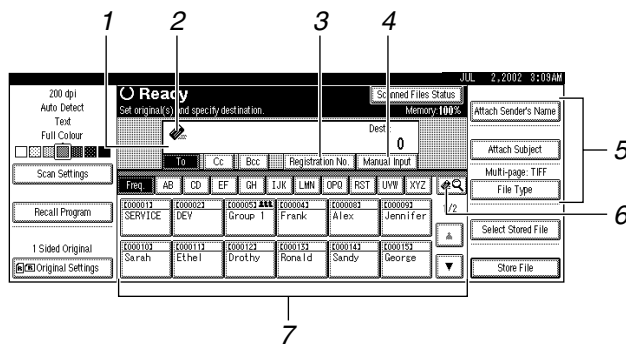 1 2 3 4
JUL 2,2002 3:09AM
200 dpi
Auto Detect
Text
Full Colour
Scan Settings
Recall Program
1 Sided Original
Original Settings
Ready
Scanned Files Status
Set original(s) and specify destination.
Memory:100%
Dest.:
0
To Cc Bcc Registration No. Manual Input
Freq. AB CD EF GH IJK LMN OPQ RST UVW XYZ
1/2
[00001] [00002] [00005] [00004] [00008] [00009]
SERVICE DEV Group 1 Frank Alex Jennifer
[00010] [00011] [00012] [00013] [00014] [00015]
Sarah Ethel Drothy Ronald Sandy George
Attach Sender's Name
Attach Subject
Multi-page: TIFF
File Type
Select Stored File
Store File
5
6
7